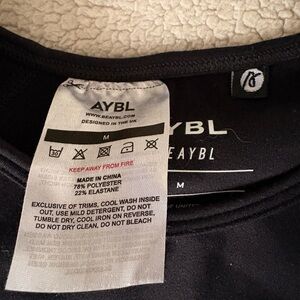 AYBL
WWW.BEAYBL.COM
DESIGNED IN THE UK
M
KEEP AWAY FROM FIRE
MADE IN CHINA
78% POLYESTER
22% ELASTANE
EXCLUSIVE OF TRIMS, COOL WASH INSIDE
OUT, USE MILD DETERGENT, DO NOT
TUMBLE DRY, COOL IRON ON REVERSE,
DO NOT DRY CLEAN, DO NOT BLEACH
YBL
EAYBL
M